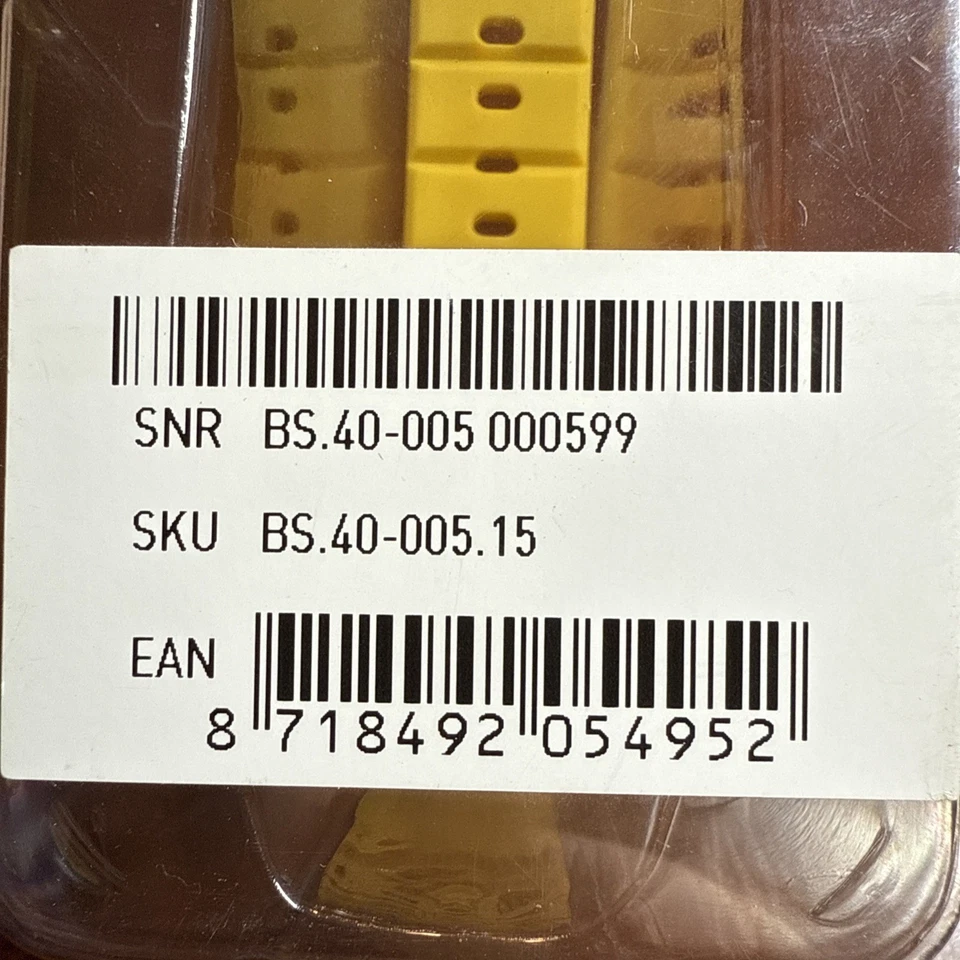 SNR BS.40-005 000599
SKU BS.40-005.15
EAN
8 718492 054952